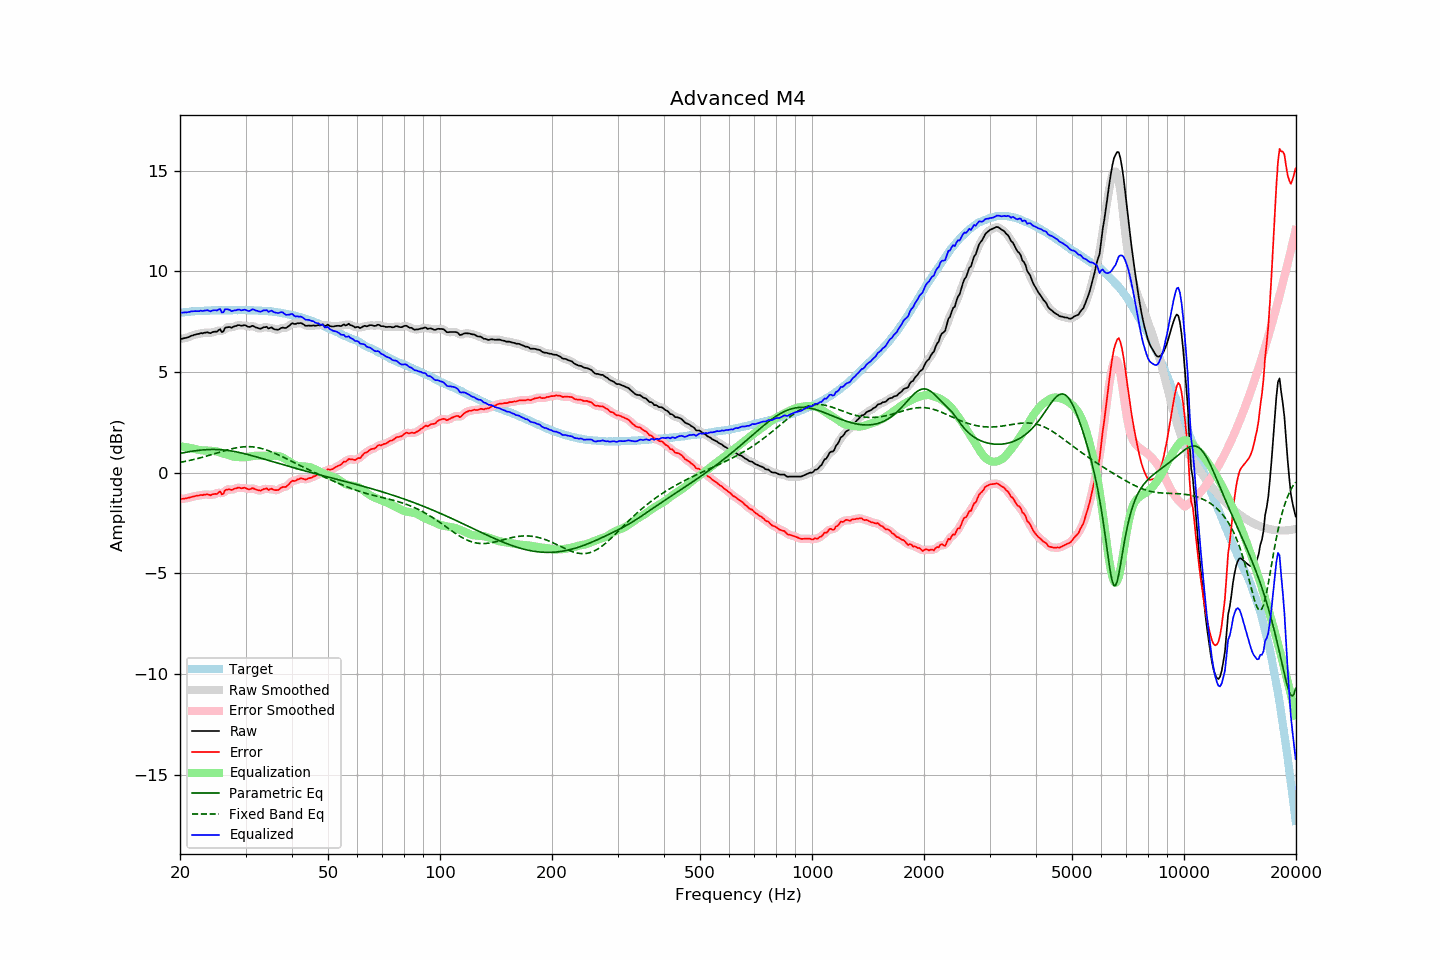 Advanced M4
Amplitude (dBr)
15
10
5
0
−5
−10
−15
Target
Raw Smoothed
Error Smoothed
Raw
Error
Equalization
Parametric Eq
Fixed Band Eq
Equalized
20 50 100 200 500 1000 2000 5000 10000 20000
Frequency (Hz)